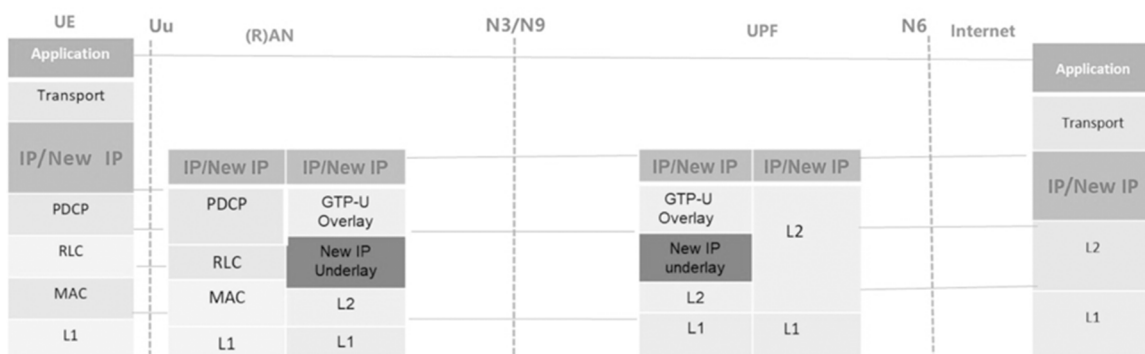 UE
Uu
(R)AN
N3/N9
UPF
N6
Internet
Application
Transport
IP/New IP
PDCP
RLC
MAC
L1
IP/New IP
PDCP
RLC
MAC
L1
IP/New IP
GTP-U
Overlay
New IP
Underlay
L2
L1
IP/New IP
GTP-U
Overlay
New IP
underlay
L2
L1
IP/New IP
L2
L1
Application
Transport
IP/New IP
L2
L1